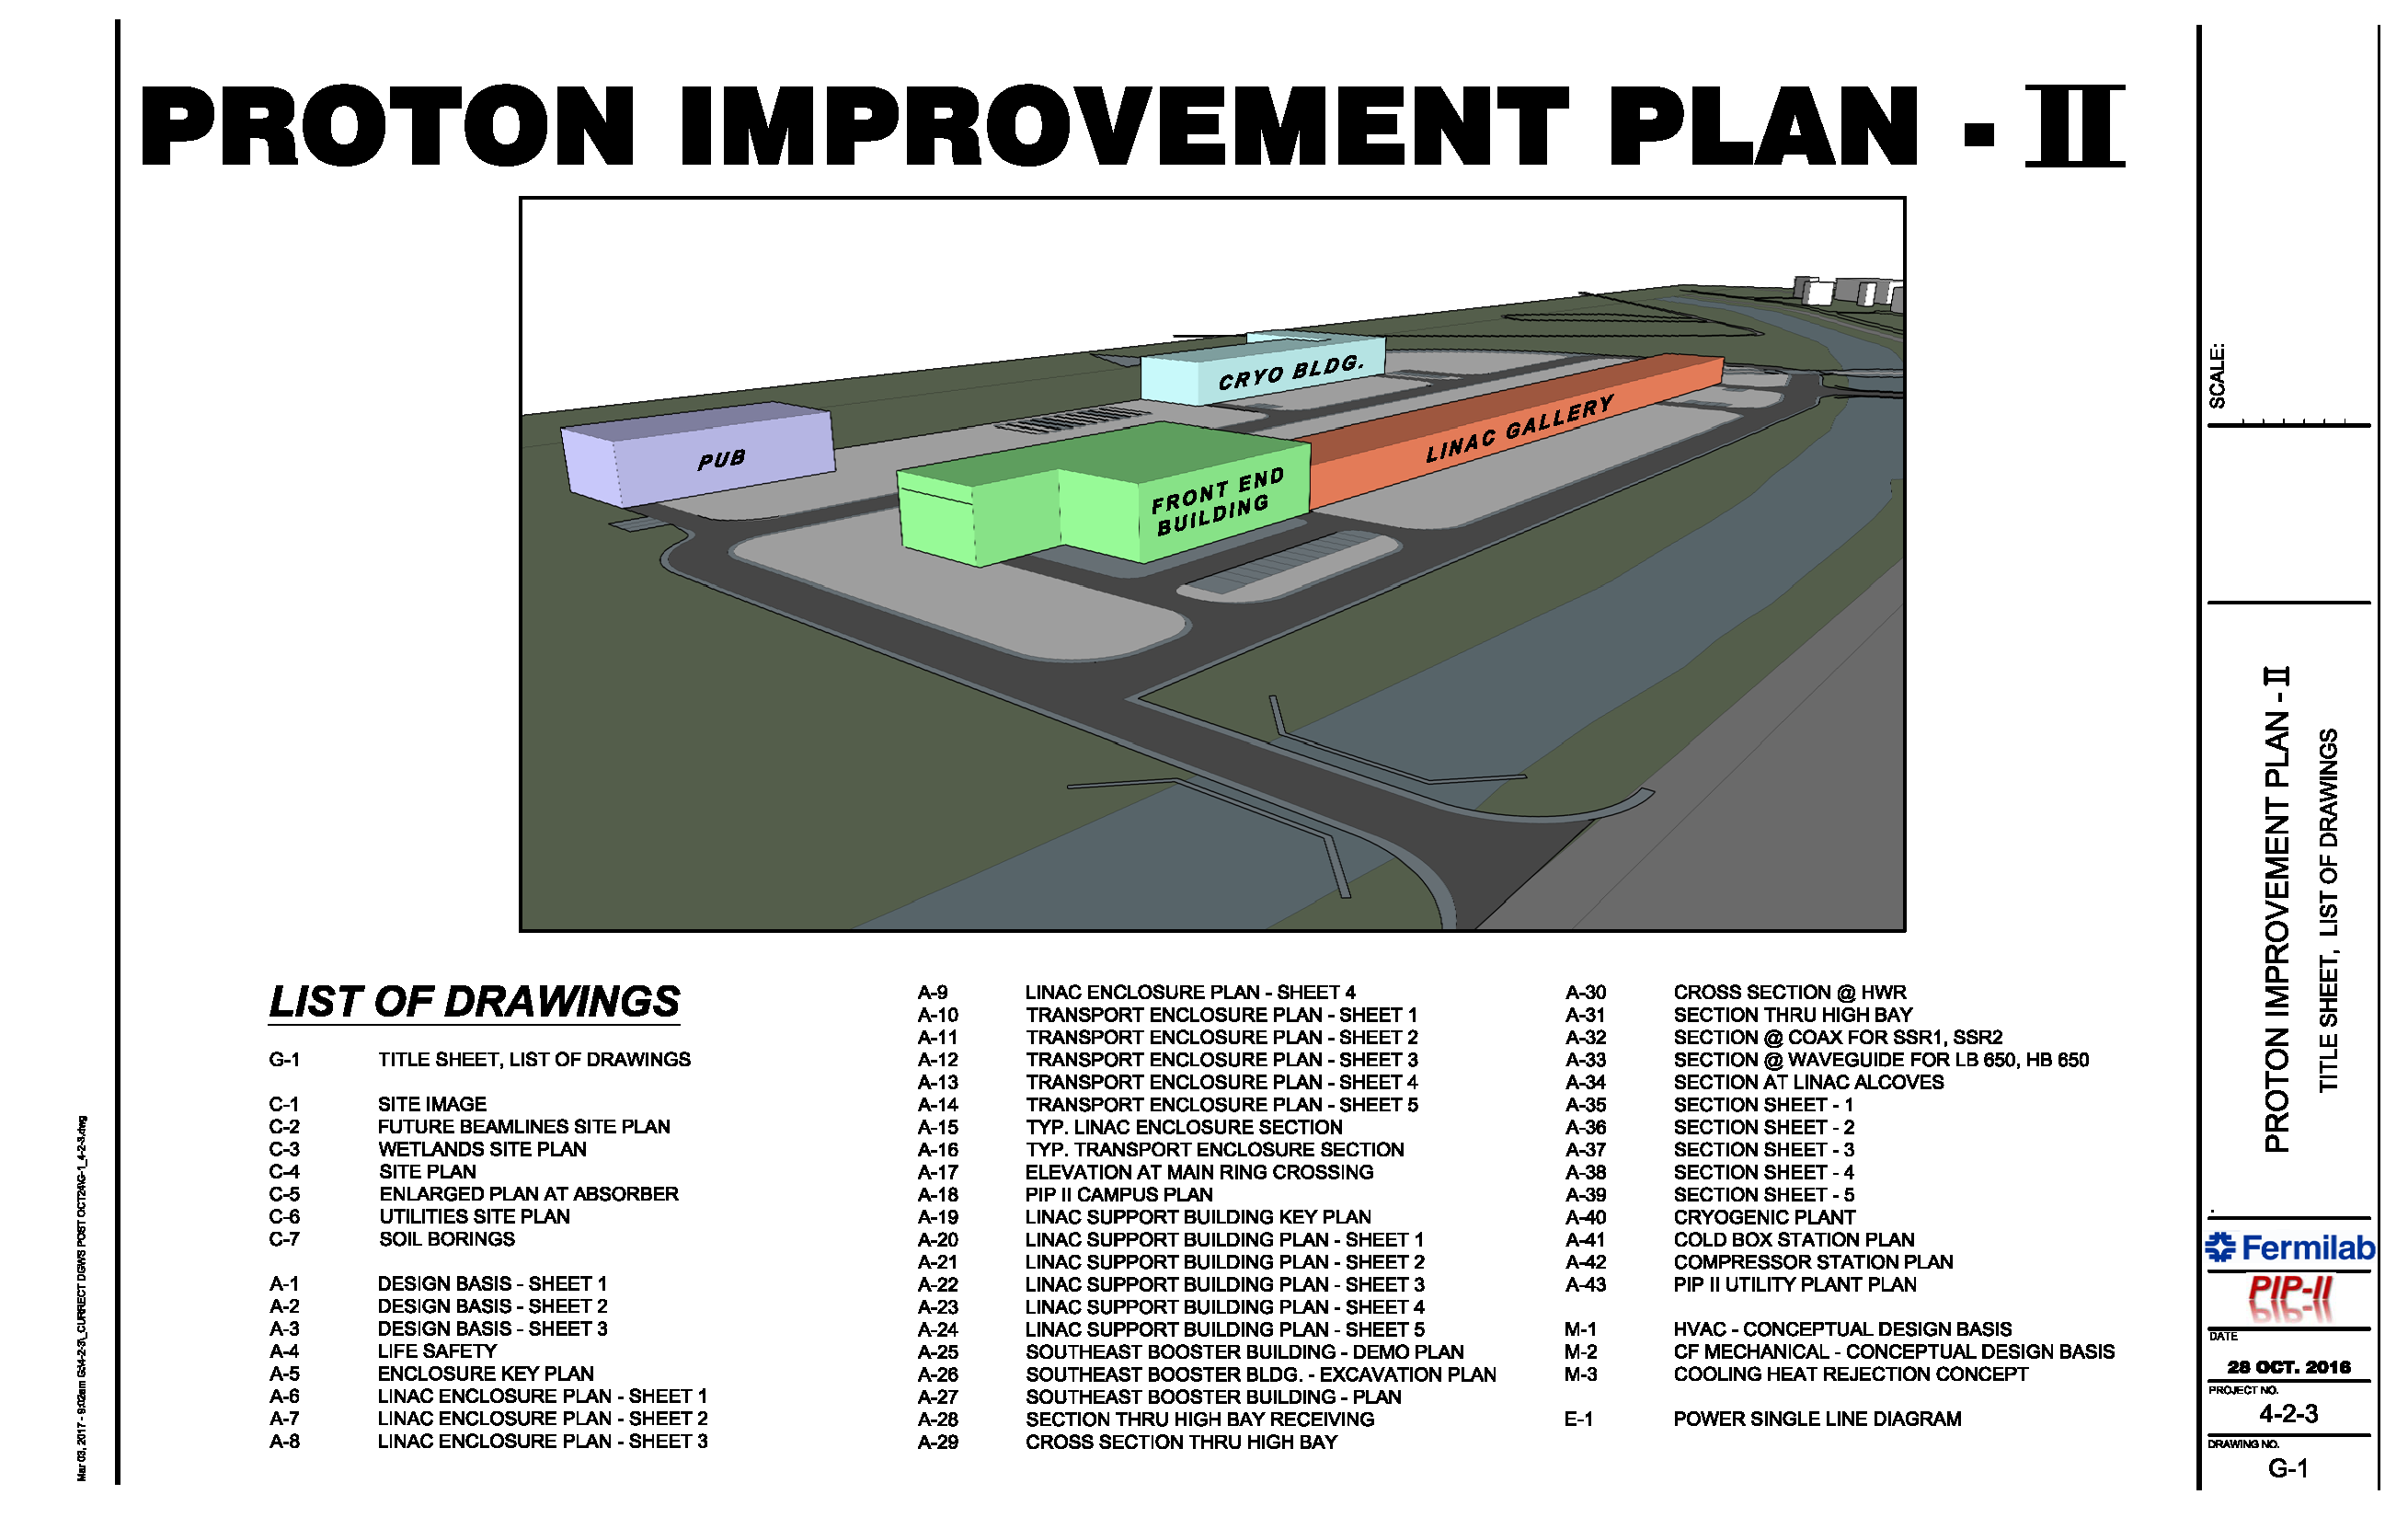 PROTON IMPROVEMENT PLAN - II
CRYO BLDG.
LINAC GALLERY
PUB
FRONT END
BUILDING
LIST OF DRAWINGS
G-1 TITLE SHEET, LIST OF DRAWINGS
C-1 SITE IMAGE
C-2 FUTURE BEAMLINES SITE PLAN
C-3 WETLANDS SITE PLAN
C-4 SITE PLAN
C-5 ENLARGED PLAN AT ABSORBER
C-6 UTILITIES SITE PLAN
C-7 SOIL BORINGS
A-1 DESIGN BASIS - SHEET 1
A-2 DESIGN BASIS - SHEET 2
A-3 DESIGN BASIS - SHEET 3
A-4 LIFE SAFETY
A-5 ENCLOSURE KEY PLAN
A-6 LINAC ENCLOSURE PLAN - SHEET 1
A-7 LINAC ENCLOSURE PLAN - SHEET 2
A-8 LINAC ENCLOSURE PLAN - SHEET 3
A-9 LINAC ENCLOSURE PLAN - SHEET 4
A-10 TRANSPORT ENCLOSURE PLAN - SHEET 1
A-11 TRANSPORT ENCLOSURE PLAN - SHEET 2
A-12 TRANSPORT ENCLOSURE PLAN - SHEET 3
A-13 TRANSPORT ENCLOSURE PLAN - SHEET 4
A-14 TRANSPORT ENCLOSURE PLAN - SHEET 5
A-15 TYP. LINAC ENCLOSURE SECTION
A-16 TYP. TRANSPORT ENCLOSURE SECTION
A-17 ELEVATION AT MAIN RING CROSSING
A-18 PIP II CAMPUS PLAN
A-19 LINAC SUPPORT BUILDING KEY PLAN
A-20 LINAC SUPPORT BUILDING PLAN - SHEET 1
A-21 LINAC SUPPORT BUILDING PLAN - SHEET 2
A-22 LINAC SUPPORT BUILDING PLAN - SHEET 3
A-23 LINAC SUPPORT BUILDING PLAN - SHEET 4
A-24 LINAC SUPPORT BUILDING PLAN - SHEET 5
A-25 SOUTHEAST BOOSTER BUILDING - DEMO PLAN
A-26 SOUTHEAST BOOSTER BLDG. - EXCAVATION PLAN
A-27 SOUTHEAST BOOSTER BUILDING - PLAN
A-28 SECTION THRU HIGH BAY RECEIVING
A-29 CROSS SECTION THRU HIGH BAY
A-30 CROSS SECTION @ HWR
A-31 SECTION THRU HIGH BAY
A-32 SECTION @ COAX FOR SSR1, SSR2
A-33 SECTION @ WAVEGUIDE FOR LB 650, HB 650
A-34 SECTION AT LINAC ALCOVES
A-35 SECTION SHEET - 1
A-36 SECTION SHEET - 2
A-37 SECTION SHEET - 3
A-38 SECTION SHEET - 4
A-39 SECTION SHEET - 5
A-40 CRYOGENIC PLANT
A-41 COLD BOX STATION PLAN
A-42 COMPRESSOR STATION PLAN
A-43 PIP II UTILITY PLANT PLAN
M-1 HVAC - CONCEPTUAL DESIGN BASIS
M-2 CF MECHANICAL - CONCEPTUAL DESIGN BASIS
M-3 COOLING HEAT REJECTION CONCEPT
E-1 POWER SINGLE LINE DIAGRAM
SCALE:
PROTON IMPROVEMENT PLAN - II
TITLE SHEET, LIST OF DRAWINGS
Fermilab
PIP-II
DATE
28 OCT. 2016
PROJECT NO.
4-2-3
DRAWING NO.
G-1
Mar 03, 2017 - 9:02am G:\4-2-3\_CURRECT DGWS POST OCT24\G-1_4-2-3.dwg